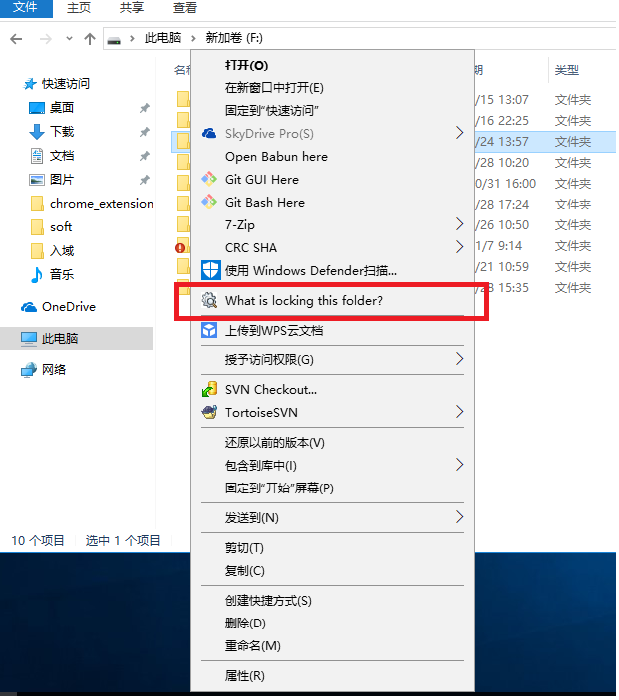 文件 主页 共享 查看
此电脑 新加卷 (F:)
快速访问
桌面
下载
文档
图片
chrome_extension
soft
入域
音乐
OneDrive
此电脑
网络
名称
打开(O)
在新窗口中打开(E)
固定到"快速访问"
SkyDrive Pro(S)
Open Babun here
Git GUI Here
Git Bash Here
7-Zip
CRC SHA
使用 Windows Defender扫描...
What is locking this folder?
上传到WPS云文档
授予访问权限(G)
SVN Checkout...
TortoiseSVN
还原以前的版本(V)
包含到库中(I)
固定到"开始"屏幕(P)
发送到(N)
剪切(T)
复制(C)
创建快捷方式(S)
删除(D)
重命名(M)
属性(R)
期 类型
/15 13:07 文件夹
/16 22:25 文件夹
/24 13:57 文件夹
/28 10:20 文件夹
0/31 16:00 文件夹
/28 17:24 文件夹
/26 10:50 文件夹
1/7 9:14 文件夹
/21 10:59 文件夹
/23 15:35 文件夹
10 个项目 选中 1 个项目